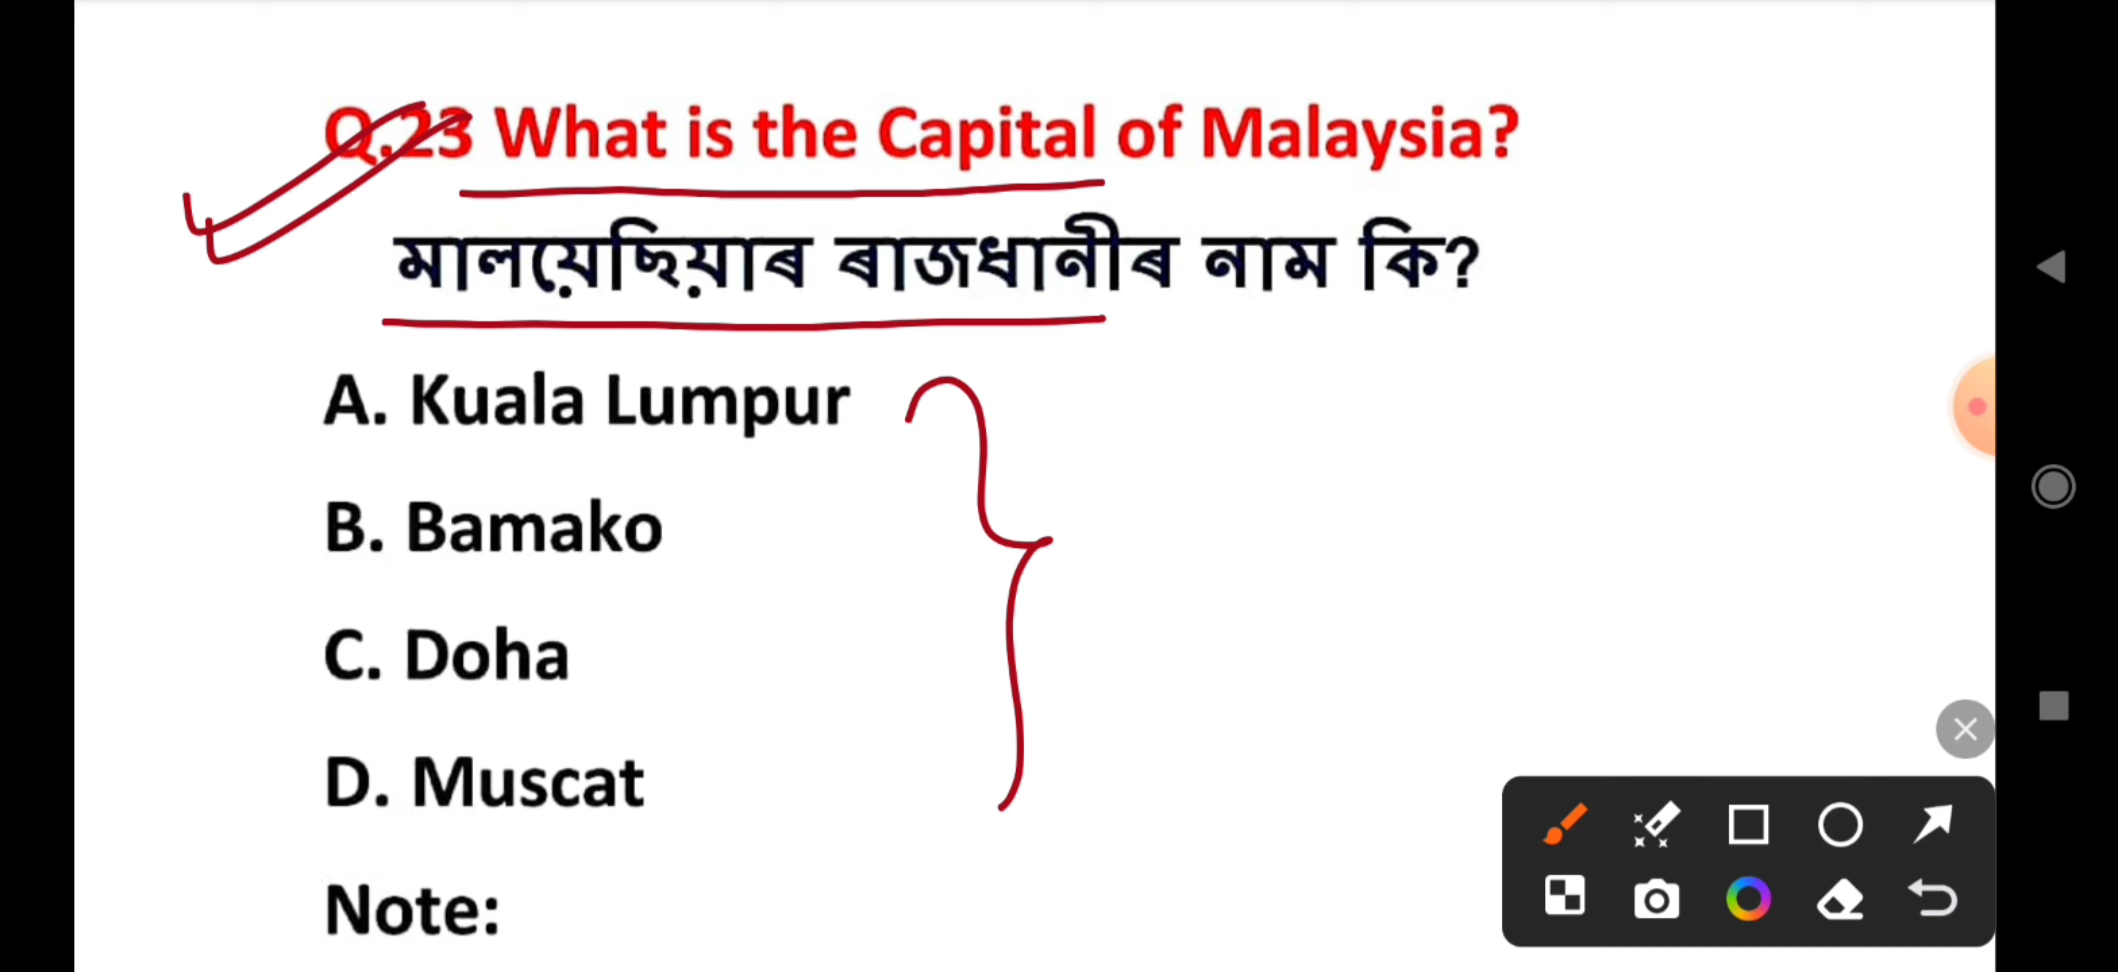 Q.23 What is the Capital of Malaysia?
মালয়েছিয়াৰ ৰাজধানীৰ নাম কি?
A. Kuala Lumpur
B. Bamako
C. Doha
D. Muscat
Note: